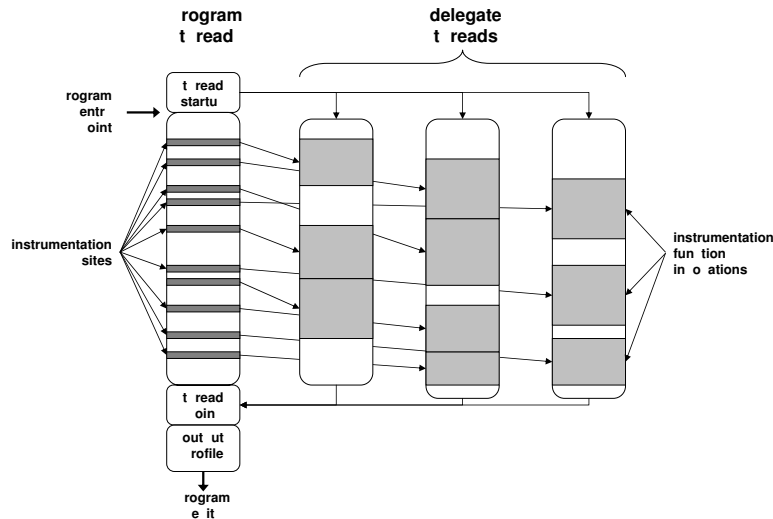 rogram
t read
delegate
t reads
t read
startu
rogram
entr
oint
instrumentation
sites
instrumentation
fun tion
in o ations
t read
oin
out ut
rofile
rogram
e it